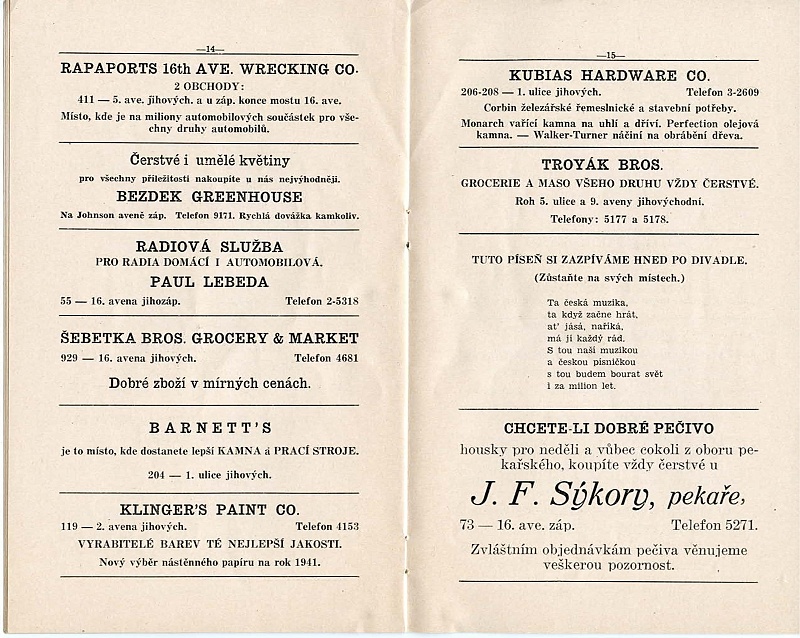 —14—
RAPAPORTS 16th AVE. WRECKING CO.
2 OBCHODY:
411 — 5. ave. jihových. a u záp. konce mostu 16. ave.
Místo, kde je na miliony automobilových součástek pro vše-
chny druhy automobilů.
Čerstvé i umělé květiny
pro všechny příležitosti nakoupíte u nás nejvýhodněji.
BEZDEK GREENHOUSE
Na Johnson aveně záp. Telefon 9171. Rychlá dovážka kamkoliv.
RADIOVÁ SLUŽBA
PRO RADIA DOMÁCÍ I AUTOMOBILOVÁ.
PAUL LEBEDA
55 — 16. avena jihozáp. Telefon 2-5318
ŠEBETKA BROS. GROCERY & MARKET
929 — 16. avena jihových. Telefon 4681
Dobré zboží v mírných cenách.
BARNETT'S
je to místo, kde dostanete lepší KAMNA á PRACÍ STROJE.
204 — 1. ulice jihových.
KLINGER'S PAINT CO.
119 — 2. avena jihových. Telefon 4153
VYRABITELÉ BAREV TÉ NEJLEPŠÍ JAKOSTI.
Nový výběr nástěnného papíru na rok 1941.
—15—
KUBIAS HARDWARE CO.
206-208 — 1. ulice jihových. Telefon 3-2609
Corbin železářské řemeslnické a stavební potřeby.
Monarch vařící kamna na uhlí a dříví. Perfection olejová
kamna. — Walker-Turner náčiní na obrábění dřeva.
TROYÁK BROS.
GROCERIE A MASO VŠEHO DRUHU VŽDY ČERSTVÉ.
Roh 5. ulice a 9. aveny jihovýchodní.
Telefony: 5177 a 5178.
TUTO PÍSEŇ SI ZAZPÍVÁME HNED PO DIVADLE.
(Zůstaňte na svých místech.)
Ta česká muzika,
ta když začne hrát,
at' jásá, naříká,
má jí každý rád.
S tou naší muzikou
a českou písničkou
s tou budem bourat svět
i za milion let.
CHCETE-LI DOBRÉ PEČIVO
housky pro neděli a vůbec cokoli z oboru pe-
kařského, koupíte vždy čerstvé u
J. F. Sýkory, pekaře,
73 — 16. ave. záp. Telefon 5271.
Zvláštním objednávkám pečiva věnujeme
veškerou pozornost.